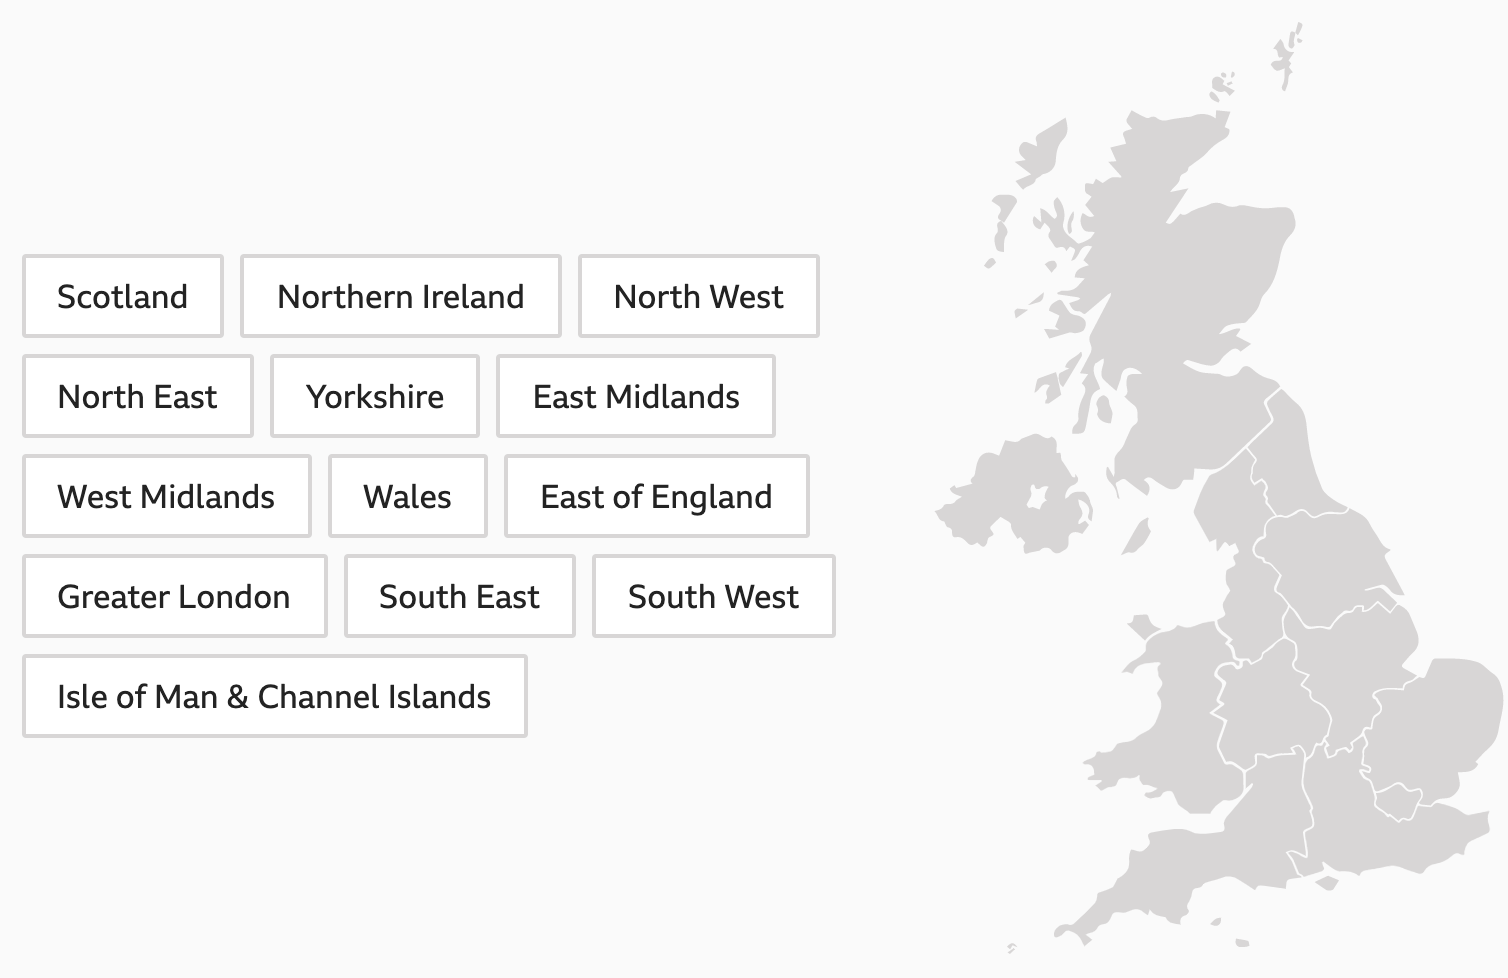 Scotland
Northern Ireland
North West
North East
Yorkshire
East Midlands
West Midlands
Wales
East of England
Greater London
South East
South West
Isle of Man & Channel Islands